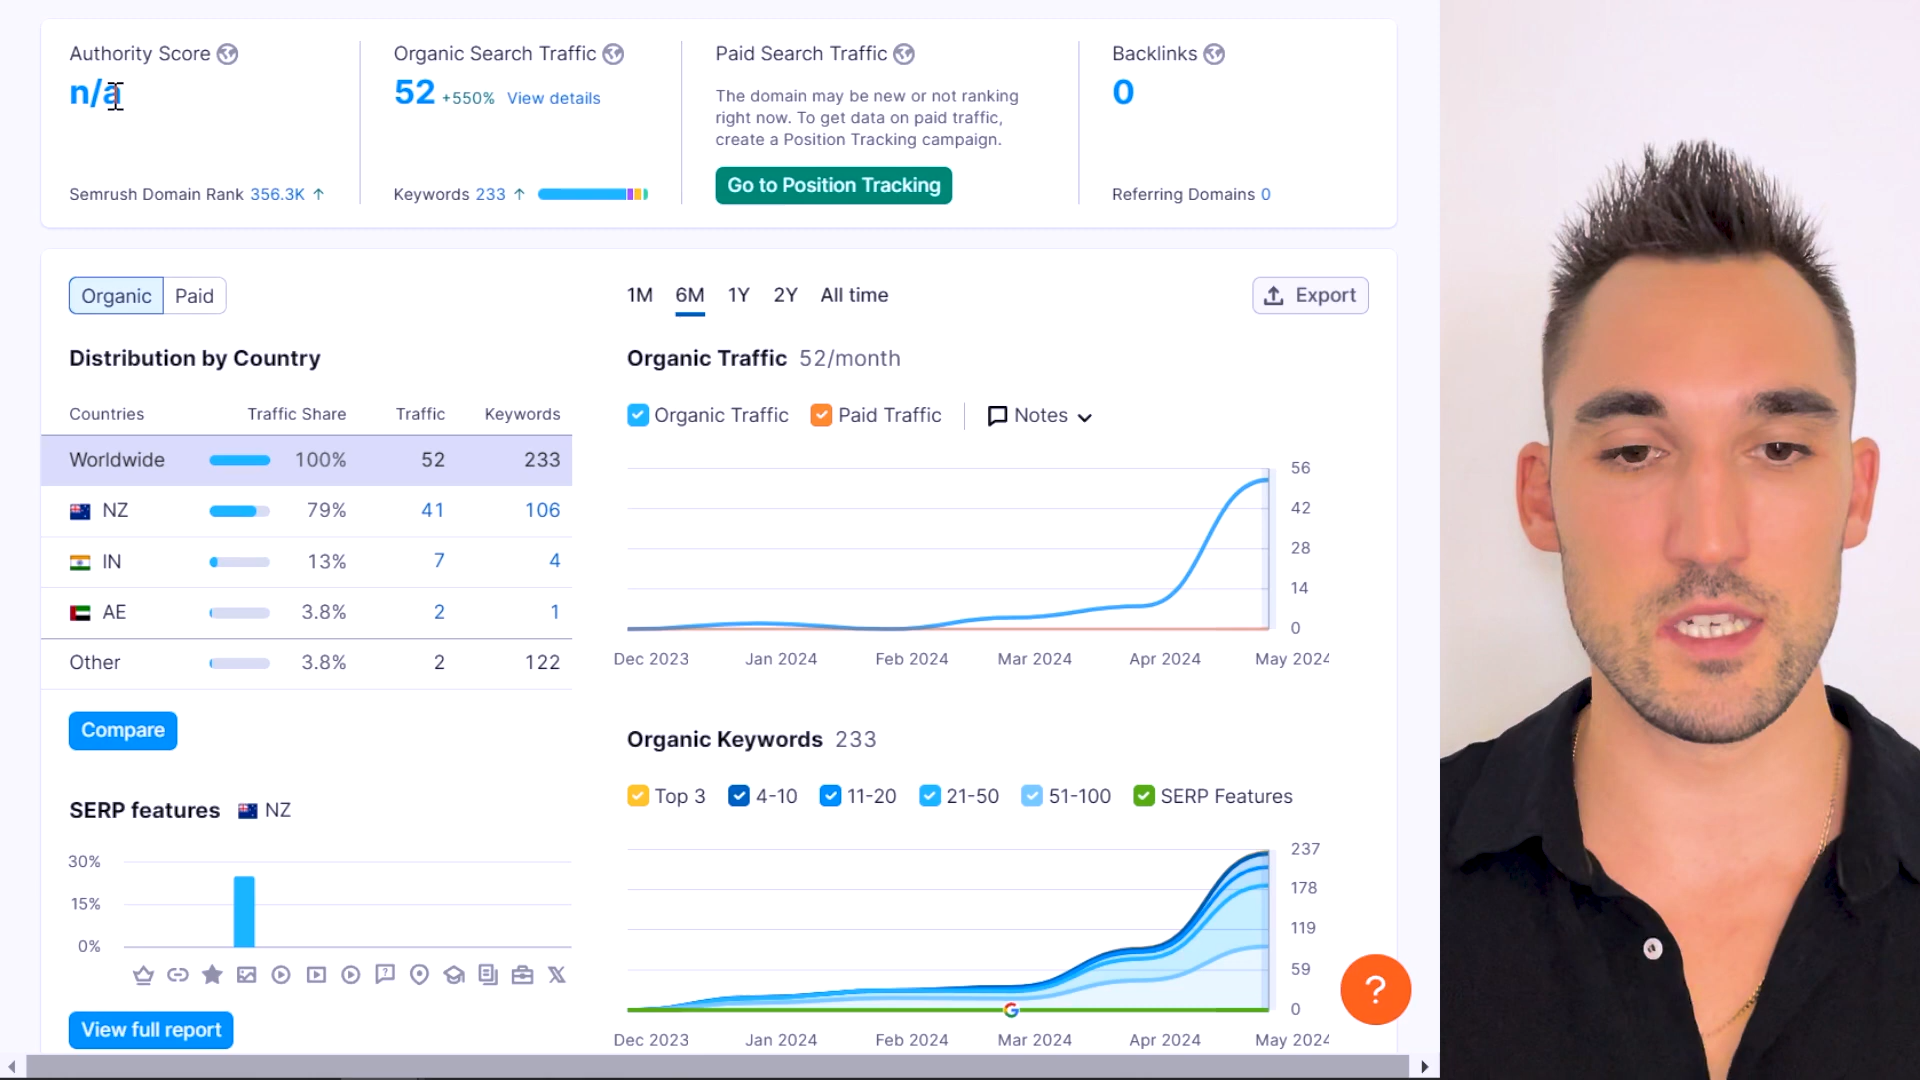 Authority Score
n/a
Semrush Domain Rank 356.3K ↑
Organic Search Traffic
52 +550% View details
Keywords 233 ↑
Paid Search Traffic
The domain may be new or not ranking
right now. To get data on paid traffic,
create a Position Tracking campaign.
Go to Position Tracking
Backlinks
0
Referring Domains 0
Organic Paid
Distribution by Country
Countries Traffic Share Traffic Keywords
Worldwide 100% 52 233
NZ 79% 41 106
IN 13% 7 4
AE 3.8% 2 1
Other 3.8% 2 122
Compare
SERP features NZ
30%
15%
0%
View full report
1M 6M 1Y 2Y All time
Export
Organic Traffic 52/month
Organic Traffic Paid Traffic Notes
56
42
28
14
0
Dec 2023 Jan 2024 Feb 2024 Mar 2024 Apr 2024 May 2024
Organic Keywords 233
Top 3 4-10 11-20 21-50 51-100 SERP Features
237
178
119
59
0
Dec 2023 Jan 2024 Feb 2024 Mar 2024 Apr 2024 May 2024
?